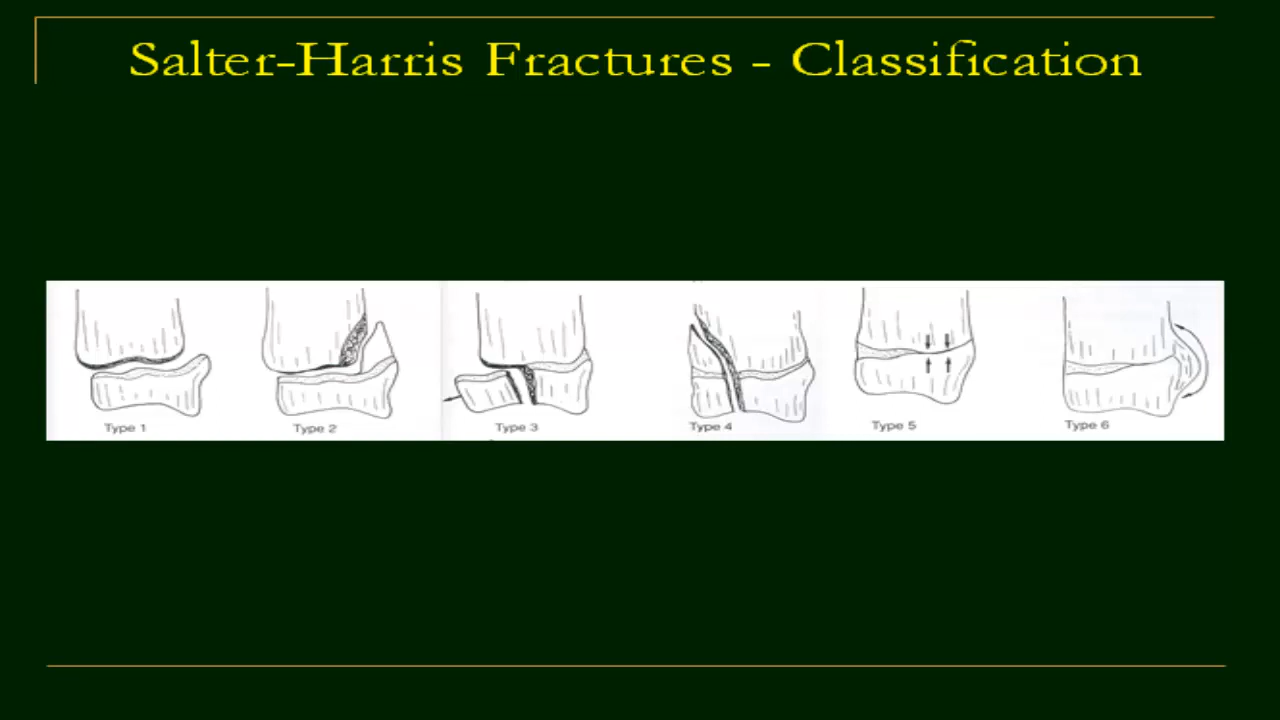 Salter-Harris Fractures - Classification
Type 1
Type 2
Type 3
Type 4
Type 5
Type 6